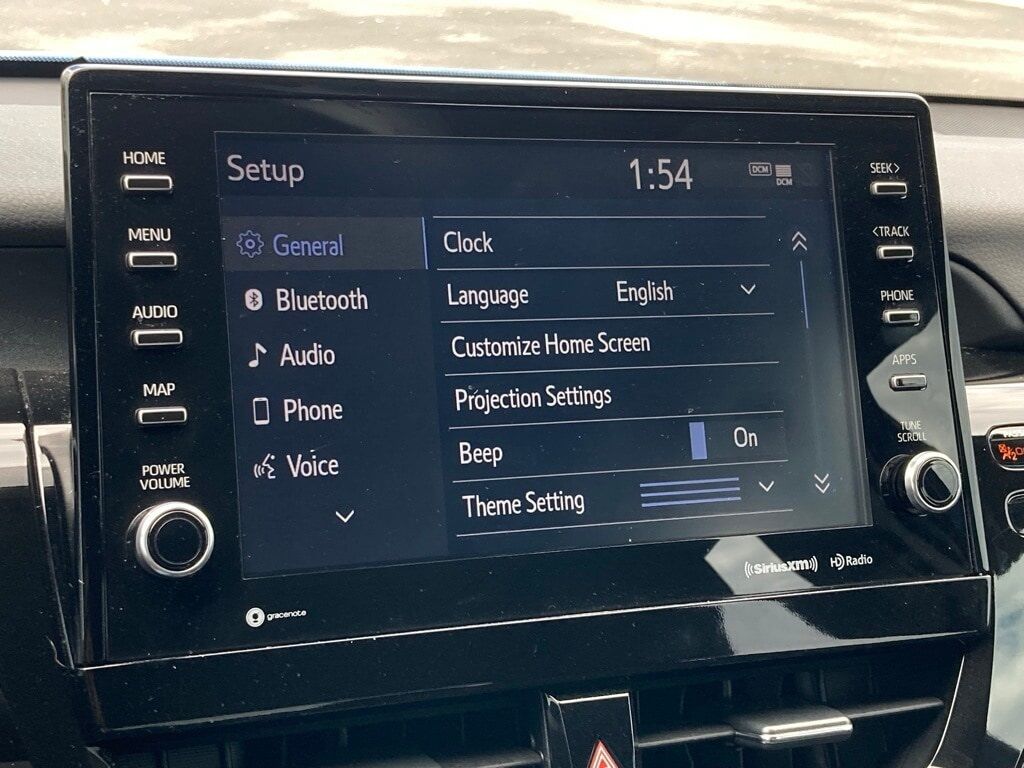 HOME
MENU
AUDIO
MAP
POWER
VOLUME
Setup
1:54
DCM
DCM
General
Bluetooth
Audio
Phone
Voice
Clock
Language English
Customize Home Screen
Projection Settings
Beep On
Theme Setting
SEEK>
<TRACK
PHONE
APPS
TUNE
SCROLL
gracenote
((SiriusXM))
HD Radio